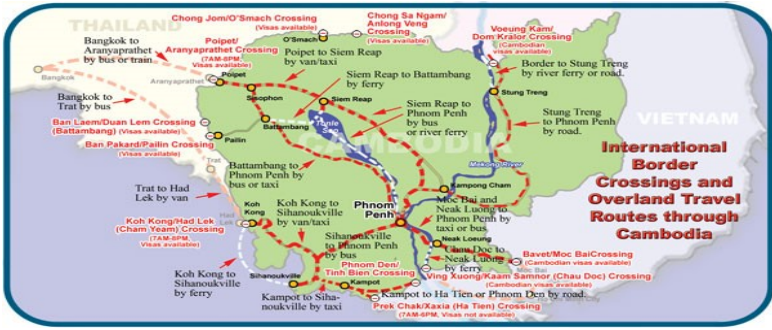 THAILAND
Chong Jom/O'Smach Crossing
(Visas available)
Chong Sa Ngam/
Anlong Veng
Crossing
(Visas available)
Voeung Kam/
Dom Kralor Crossing
(Cambodian
visas available)
O'Smach
Bangkok to
Aranyaprathet
by bus or train
Poipet/
Aranyaprathet Crossing
(7AM-8PM,
Visas available)
Poipet to Siem Reap
by van/taxi
Border to Stung Treng
by river ferry or road.
Siem Reap to Battambang
by ferry
Bangkok
Aranyaprathet
Poipet
Sisophon
Siem Reap
Stung Treng
Bangkok to
Trat by bus
Siem Reap to
Phnom Penh
by bus
or river ferry
Stung Treng
to Phnom Penh
by road.
VIETNAM
Ban Laem/Duan Lem Crossing
(Battambang) (Visas available)
Battambang
Tonle
CAMBODIA
Pailin
Ban Pakard/Pailin Crossing
(Visas available)
Trat
Mekong River
International
Border
Crossings and
Overland Travel
Routes through
Cambodia
Battambang to
Phnom Penh by
bus or taxi
Kampong Cham
Trat to Had
Lek by van
Koh Kong to
Sihanoukville
by van/taxi
Phnom
Penh
Moc Bai and
Neak Luong to
Phnom Penh by
taxi or bus.
Koh
Kong
Had
Lek
Koh Kong/Had Lek
(Cham Yeam) Crossing
(7AM-8PM,
Visas available)
Sihanoukville
to Phnom Penh
by bus
Neak Loeung
Chau Doc to
Neak Luong
by ferry
Bavet/Moc BaiCrossing
(Cambodian visas available)
Moc Bai
Koh Kong to
Sihanoukville
by ferry
Sihanoukville
Phnom Den/
Tinh Bien Crossing
Kampot
Ving Xuong/Kaam Samnor (Chau Doc) Crossing
(Cambodian visas available)
Kampot to Siha-
noukville by taxi
Kampot to Ha Tien or Phnom Den by road.
Prek Chak/Xaxia (Ha Tien) Crossing
(7AM-6PM, Visas not available)